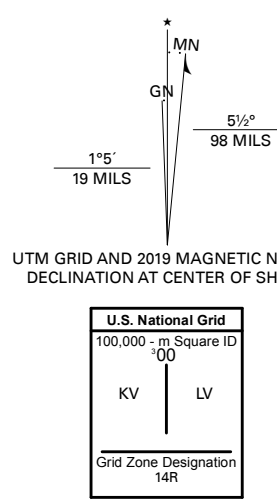 ★
MN
GN
5½°
98 MILS
1°5´
19 MILS
UTM GRID AND 2019 MAGNETIC N
DECLINATION AT CENTER OF SH
U.S. National Grid
100,000 - m Square ID
³00
KV LV
Grid Zone Designation
14R